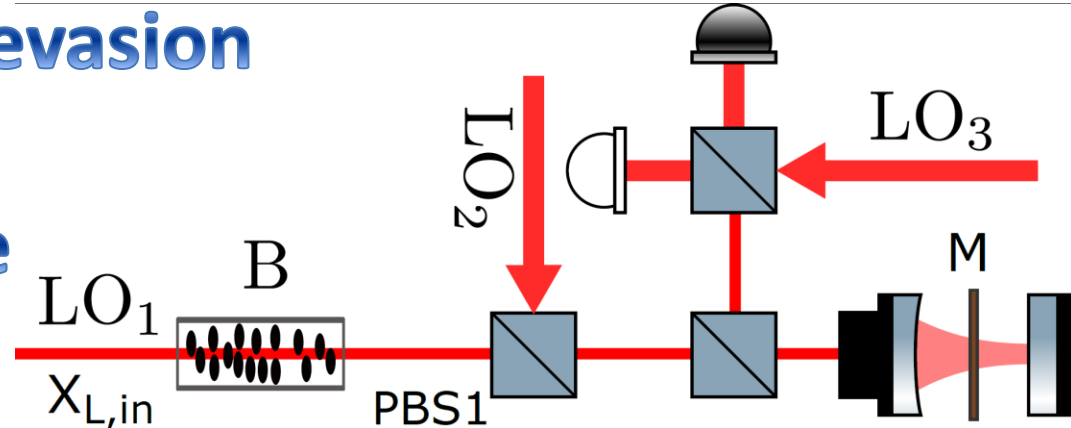 evasion
e
LO₁
B
LO₂
LO₃
M
X_L,in
PBS1